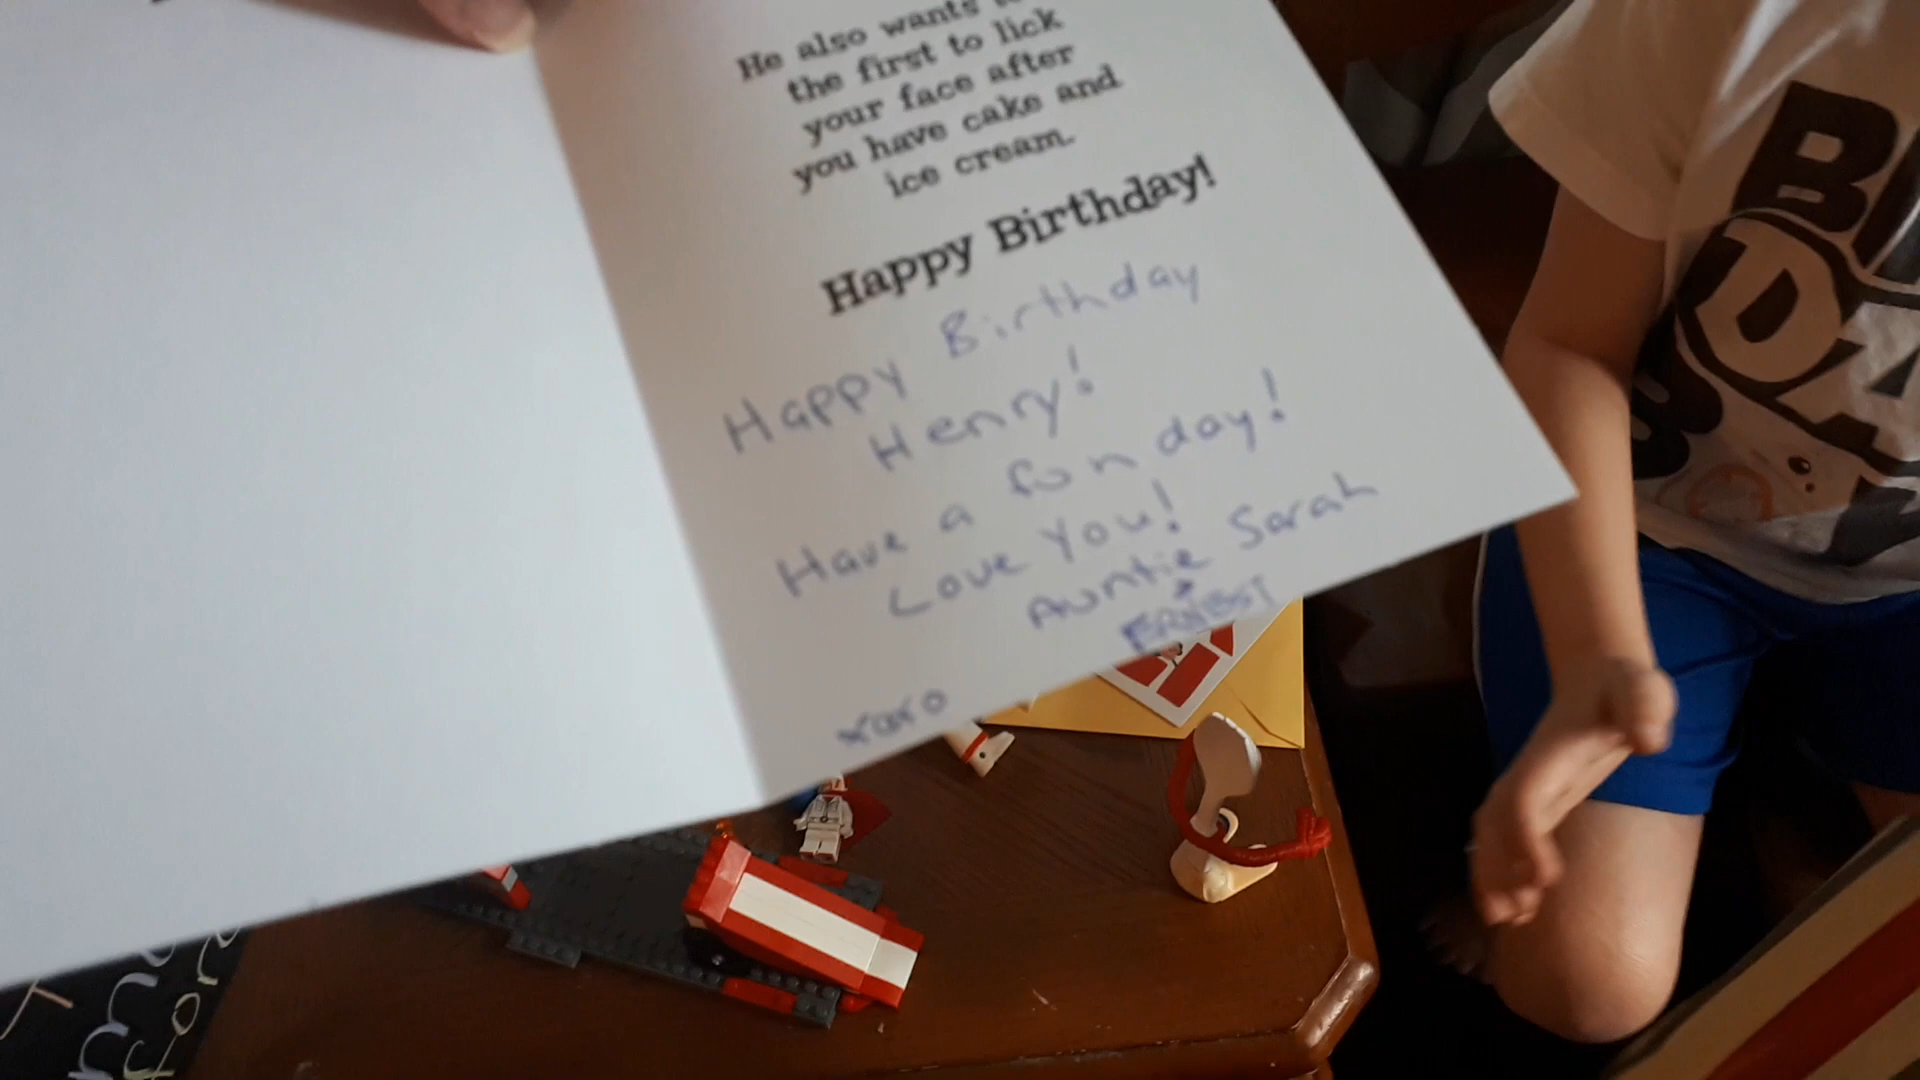 He also wants to
the first to lick
your face after
you have cake and
ice cream.
Happy Birthday!
Happy Birthday
Henry!
Have a fun day!
Love You!
Auntie Sarah
xoxo